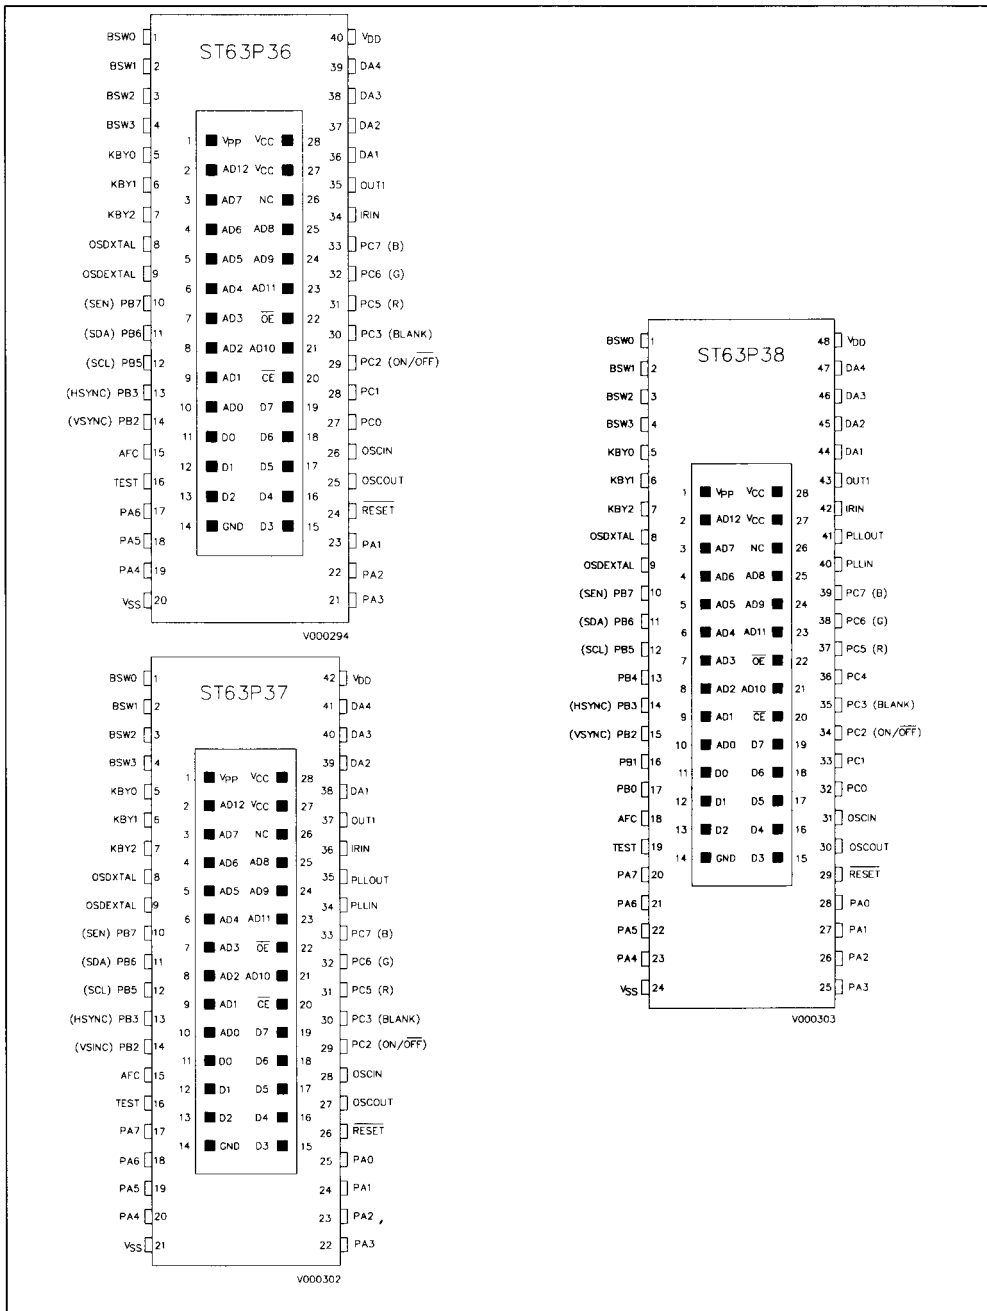 ST63P36
BSW0 1 40 VDD
BSW1 2 39 DA4
BSW2 3 38 DA3
BSW3 4 37 DA2
KBY0 5 36 DA1
KBY1 6 35 OUT1
KBY2 7 34 IRIN
OSDXTAL 8 33 PC7 (B)
OSDEXTAL 9 32 PC6 (G)
(SEN) PB7 10 31 PC5 (R)
(SDA) PB6 11 30 PC3 (BLANK)
(SCL) PB5 12 29 PC2 (ON/OFF)
(HSYNC) PB3 13 28 PC1
(VSYNC) PB2 14 27 PC0
AFC 15 26 OSCIN
TEST 16 25 OSCOUT
PA6 17 24 RESET
PA5 18 23 PA1
PA4 19 22 PA2
VSS 20 21 PA3
1 VPP VCC 28
2 AD12 VCC 27
3 AD7 NC 26
4 AD6 AD8 25
5 AD5 AD9 24
6 AD4 AD11 23
7 AD3 OE 22
8 AD2 AD10 21
9 AD1 CE 20
10 AD0 D7 19
11 D0 D6 18
12 D1 D5 17
13 D2 D4 16
14 GND D3 15
V000294
ST63P37
BSW0 1 42 VDD
BSW1 2 41 DA4
BSW2 3 40 DA3
BSW3 4 39 DA2
KBY0 5 38 DA1
KBY1 6 37 OUT1
KBY2 7 36 IRIN
OSDXTAL 8 35 PLLOUT
OSDEXTAL 9 34 PLLIN
(SEN) PB7 10 33 PC7 (B)
(SDA) PB6 11 32 PC6 (G)
(SCL) PB5 12 31 PC5 (R)
(HSYNC) PB3 13 30 PC3 (BLANK)
(VSINC) PB2 14 29 PC2 (ON/OFF)
AFC 15 28 OSCIN
TEST 16 27 OSCOUT
PA7 17 26 RESET
PA6 18 25 PA0
PA5 19 24 PA1
PA4 20 23 PA2
VSS 21 22 PA3
1 VPP VCC 28
2 AD12 VCC 27
3 AD7 NC 26
4 AD6 AD8 25
5 AD5 AD9 24
6 AD4 AD11 23
7 AD3 OE 22
8 AD2 AD10 21
9 AD1 CE 20
10 AD0 D7 19
11 D0 D6 18
12 D1 D5 17
13 D2 D4 16
14 GND D3 15
V000302
ST63P38
BSW0 1 48 VDD
BSW1 2 47 DA4
BSW2 3 46 DA3
BSW3 4 45 DA2
KBY0 5 44 DA1
KBY1 6 43 OUT1
KBY2 7 42 IRIN
OSDXTAL 8 41 PLLOUT
OSDEXTAL 9 40 PLLIN
(SEN) PB7 10 39 PC7 (B)
(SDA) PB6 11 38 PC6 (G)
(SCL) PB5 12 37 PC5 (R)
PB4 13 36 PC4
(HSYNC) PB3 14 35 PC3 (BLANK)
(VSYNC) PB2 15 34 PC2 (ON/OFF)
PB1 16 33 PC1
PB0 17 32 PC0
AFC 18 31 OSCIN
TEST 19 30 OSCOUT
PA7 20 29 RESET
PA6 21 28 PA0
PA5 22 27 PA1
PA4 23 26 PA2
VSS 24 25 PA3
1 VPP VCC 28
2 AD12 VCC 27
3 AD7 NC 26
4 AD6 AD8 25
5 AD5 AD9 24
6 AD4 AD11 23
7 AD3 OE 22
8 AD2 AD10 21
9 AD1 CE 20
10 AD0 D7 19
11 D0 D6 18
12 D1 D5 17
13 D2 D4 16
14 GND D3 15
V000303